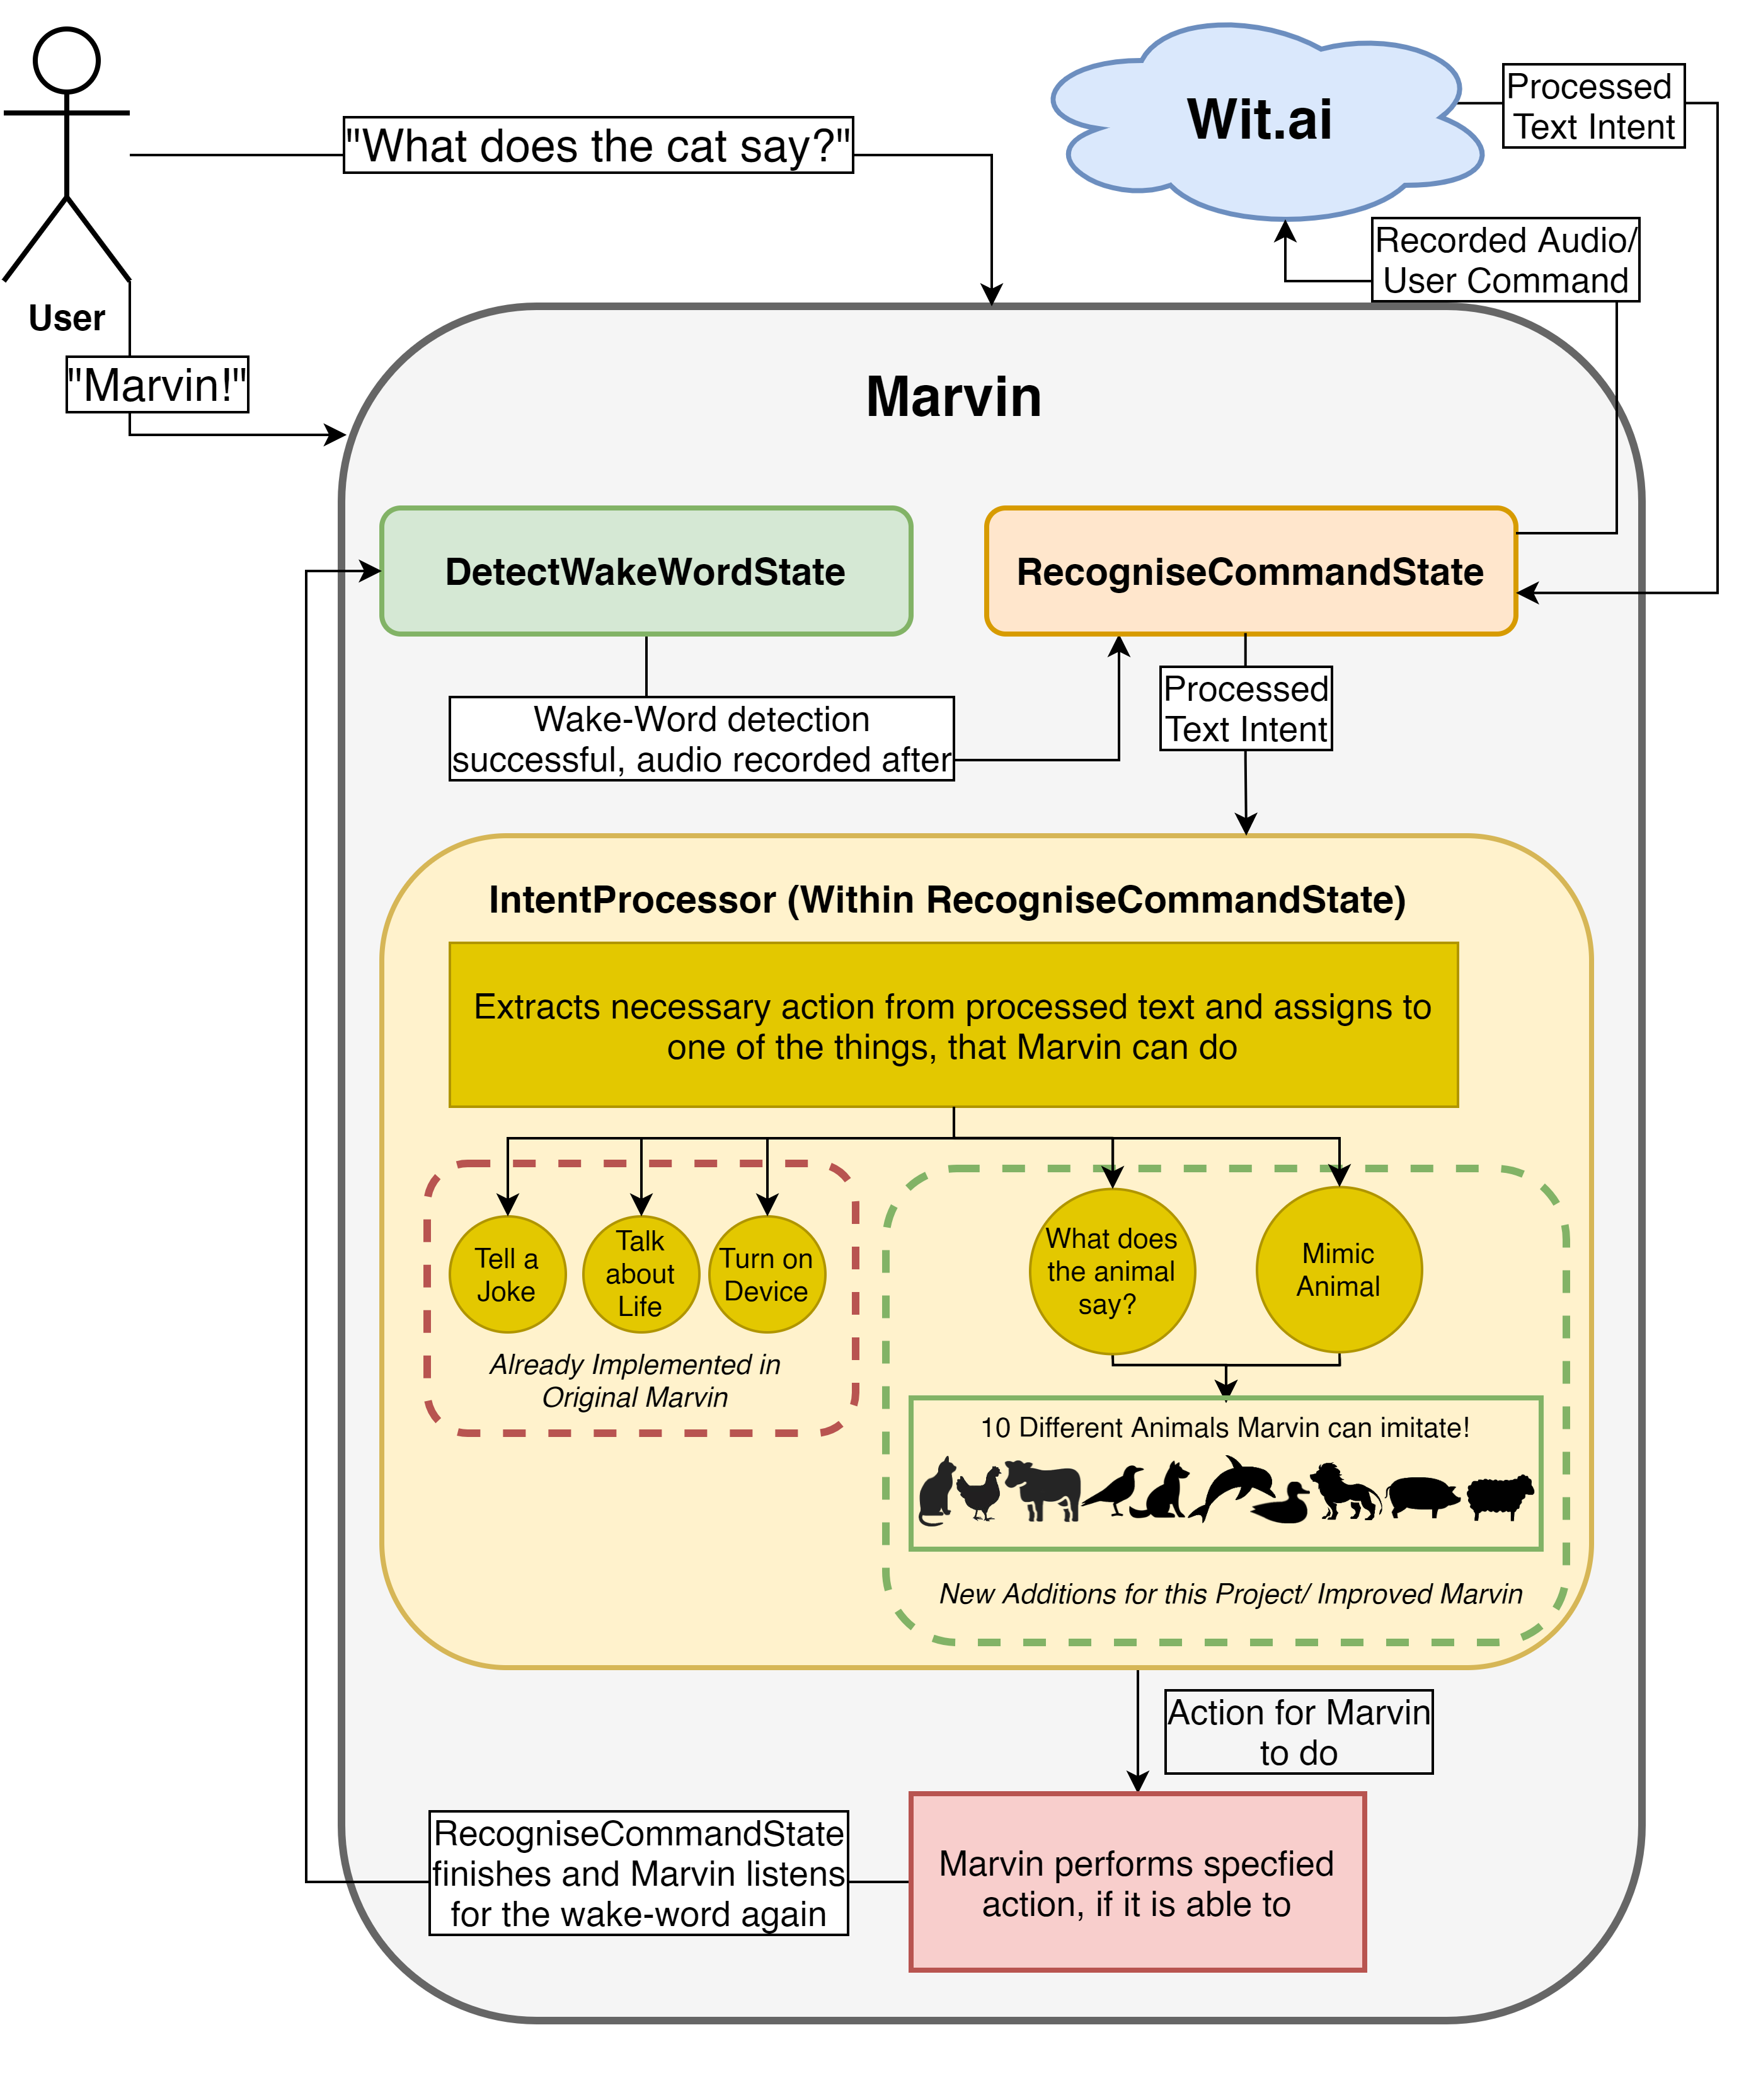 "What does the cat say?"
Wit.ai
Processed
Text Intent
Recorded Audio/
User Command
User
"Marvin!"
Marvin
DetectWakeWordState
RecogniseCommandState
Wake-Word detection
successful, audio recorded after
Processed
Text Intent
IntentProcessor (Within RecogniseCommandState)
Extracts necessary action from processed text and assigns to
one of the things, that Marvin can do
Tell a
Joke
Talk
about
Life
Turn on
Device
What does
the animal
say?
Mimic
Animal
Already Implemented in
Original Marvin
10 Different Animals Marvin can imitate!
New Additions for this Project/ Improved Marvin
Action for Marvin
to do
RecogniseCommandState
finishes and Marvin listens
for the wake-word again
Marvin performs specfied
action, if it is able to